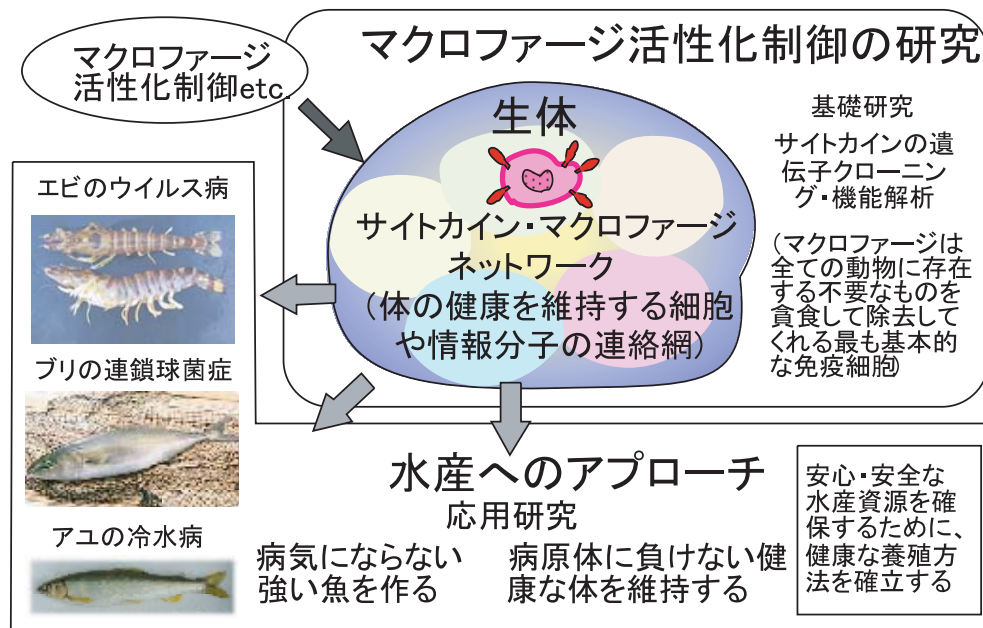 マクロファージ
活性化制御etc.
マクロファージ活性化制御の研究
生体
サイトカイン・マクロファージ
ネットワーク
(体の健康を維持する細胞
や情報分子の連絡網)
基礎研究
サイトカインの遺
伝子クローニン
グ・機能解析
(マクロファージは
全ての動物に存在
する不要なものを
貪食して除去して
くれる最も基本的
な免疫細胞)
エビのウイルス病
ブリの連鎖球菌症
アユの冷水病
水産へのアプローチ
応用研究
病気にならない
強い魚を作る
病原体に負けない健
康な体を維持する
安心・安全な
水産資源を確
保するために、
健康な養殖方
法を確立する